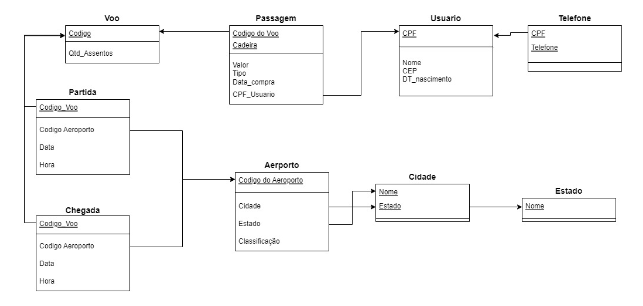 Voo
Codigo
Qtd_Assentos
Passagem
Codigo do Voo
Cadeira
Valor
Tipo
Data_compra
CPF_Usuario
Usuario
CPF
Nome
CEP
DT_nascimento
Telefone
CPF
Telefone
Partida
Codigo_Voo
Codigo Aeroporto
Data
Hora
Chegada
Codigo_Voo
Codigo Aeroporto
Data
Hora
Aerporto
Codigo do Aeroporto
Cidade
Estado
Classificação
Cidade
Nome
Estado
Estado
Nome